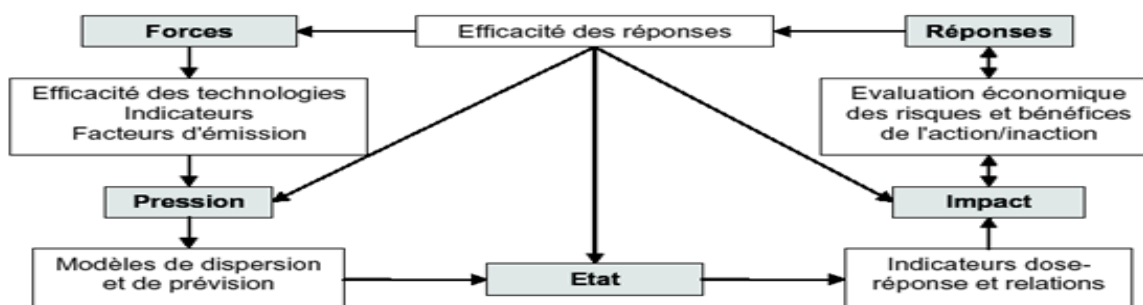 Forces
Efficacité des réponses
Réponses
Efficacité des technologies
Indicateurs
Facteurs d'émission
Evaluation économique
des risques et bénéfices
de l'action/inaction
Pression
Impact
Modèles de dispersion
et de prévision
Etat
Indicateurs dose-
réponse et relations